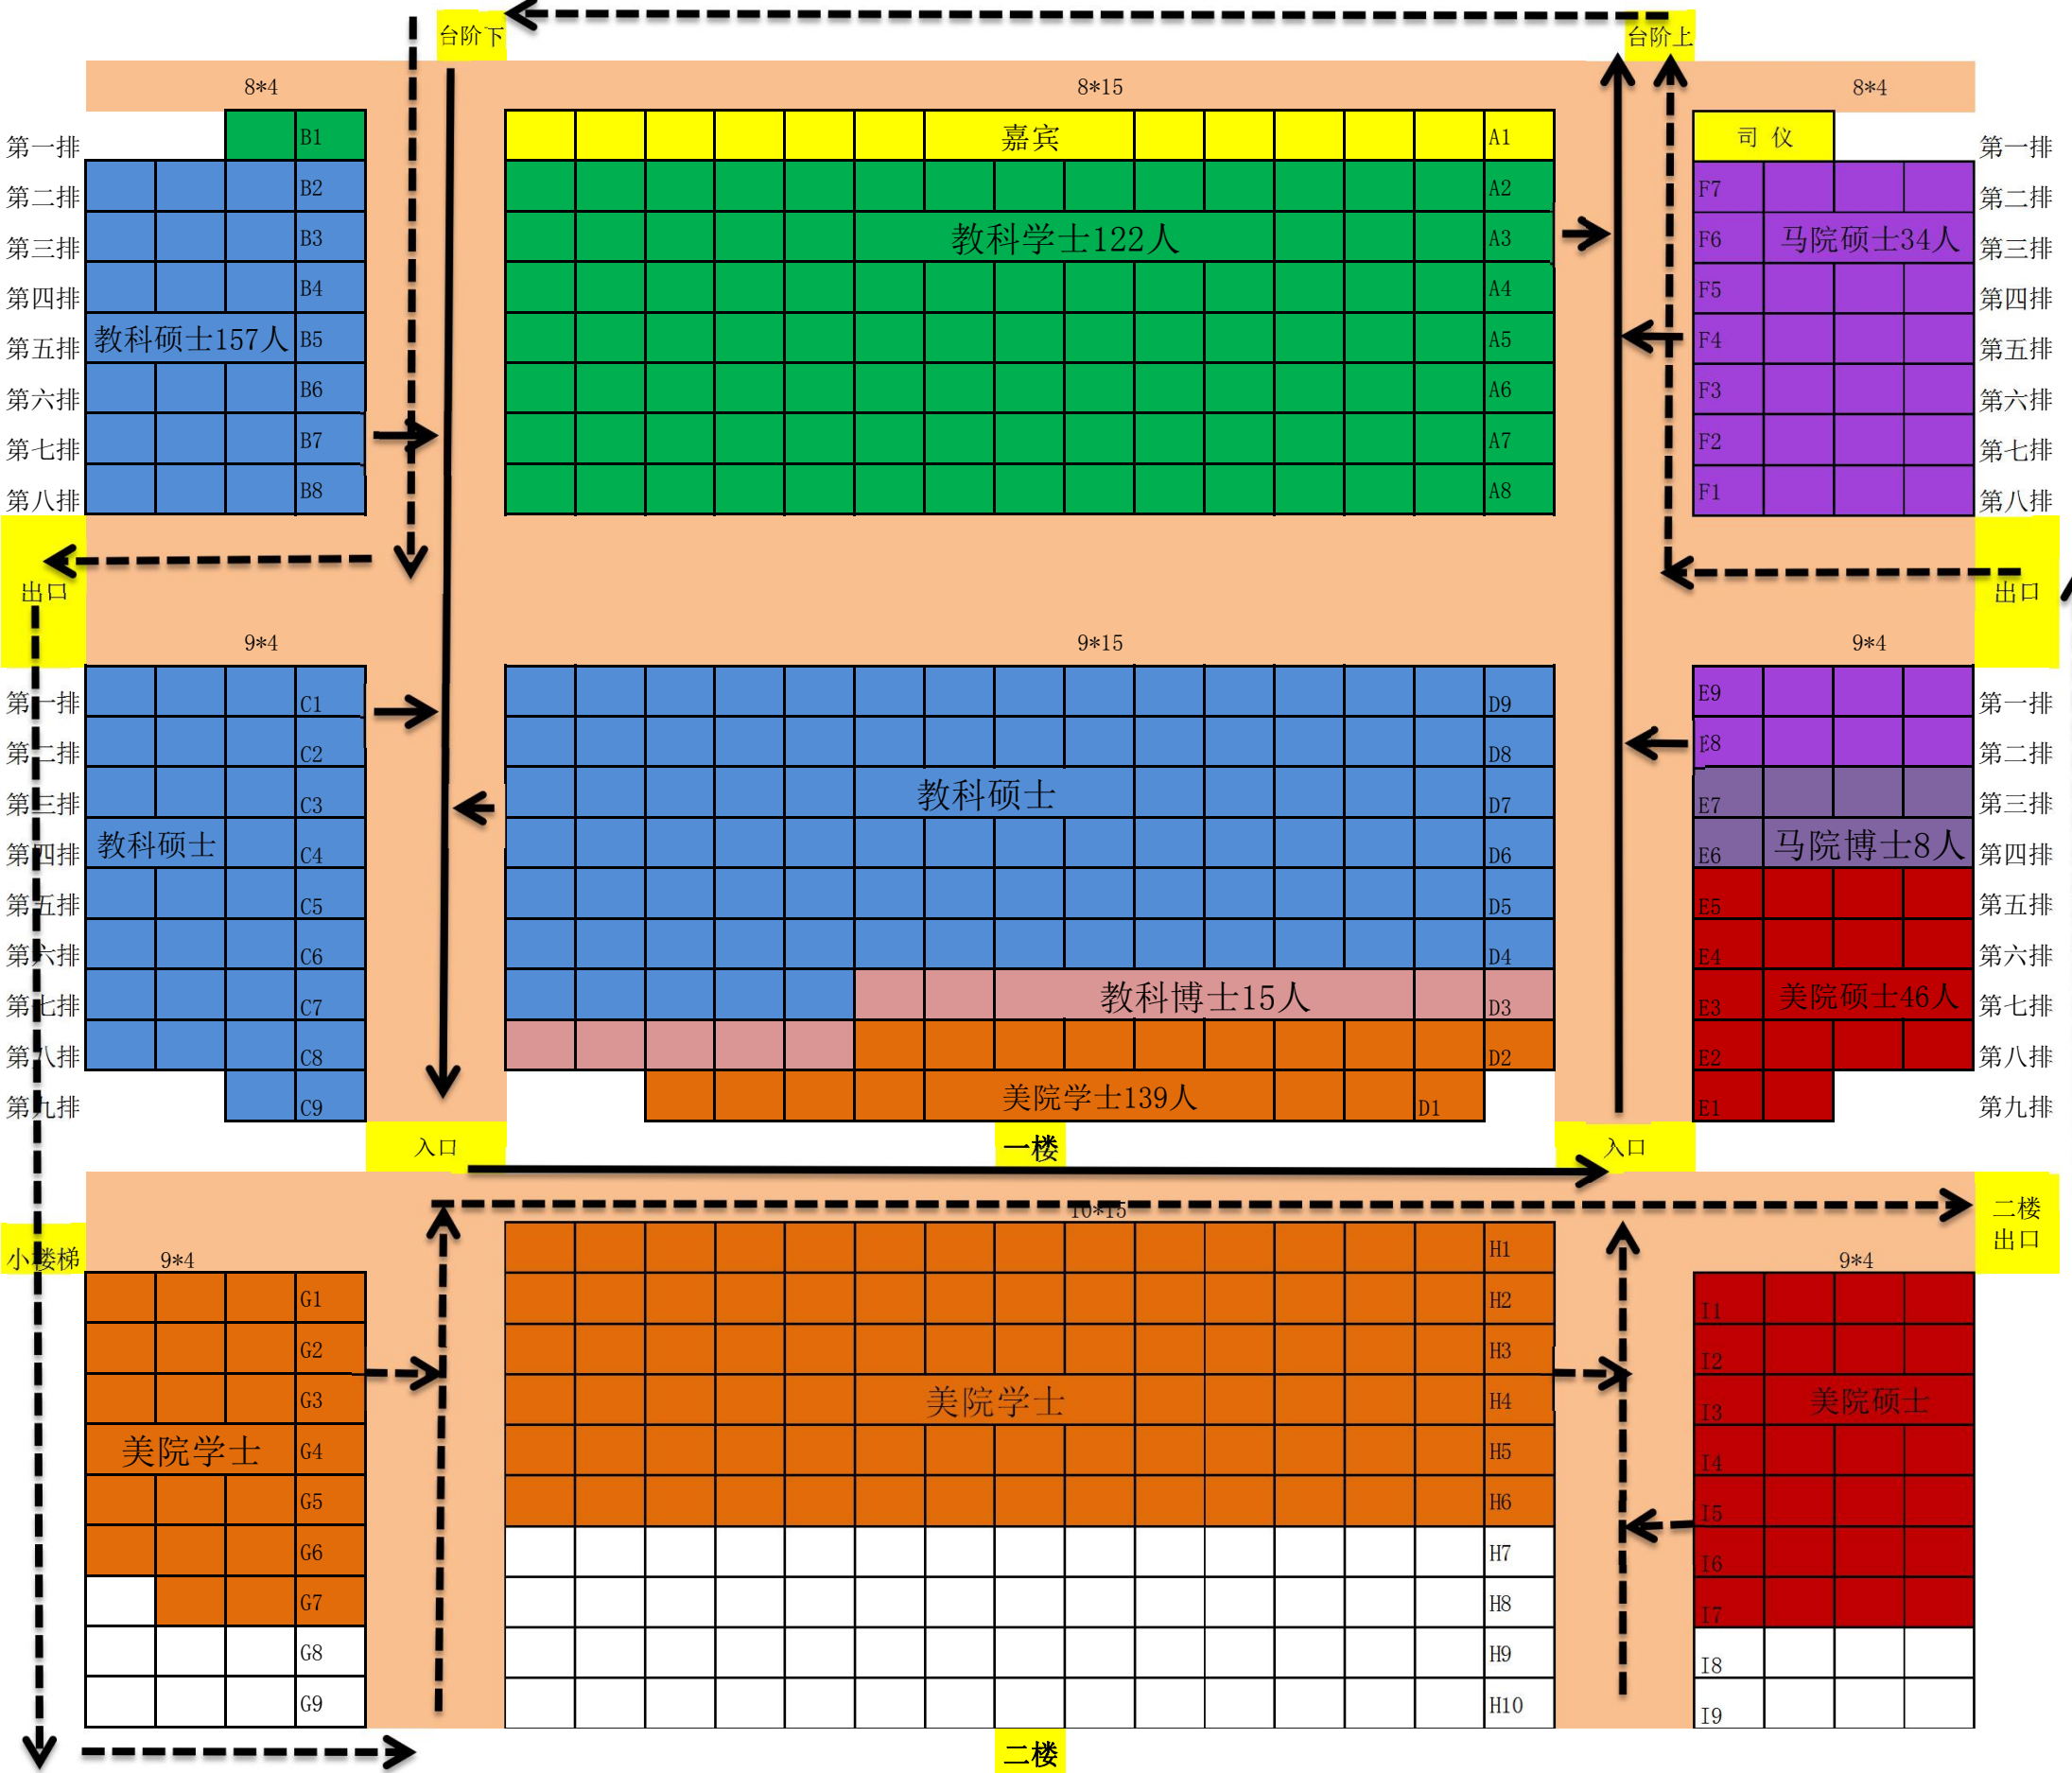 台阶下
台阶上
8*4
8*15
8*4
第一排
B1
嘉宾
A1
司 仪
第一排
第二排
B2
A2
F7
第二排
第三排
B3
教科学士122人
A3
F6
马院硕士34人
第三排
第四排
B4
A4
F5
第四排
第五排
教科硕士157人
B5
A5
F4
第五排
第六排
B6
A6
F3
第六排
第七排
B7
A7
F2
第七排
第八排
B8
A8
F1
第八排
出口
出口
9*4
9*15
9*4
第一排
C1
D9
E9
第一排
第二排
C2
D8
E8
第二排
第三排
C3
教科硕士
D7
E7
第三排
第四排
教科硕士
C4
D6
E6
马院博士8人
第四排
第五排
C5
D5
E5
第五排
第六排
C6
D4
E4
第六排
第七排
C7
教科博士15人
D3
E3
美院硕士46人
第七排
第八排
C8
D2
E2
第八排
第九排
C9
美院学士139人
D1
E1
第九排
入口
一楼
入口
10*15
二楼
出口
小楼梯
9*4
H1
9*4
G1
H2
I1
G2
H3
I2
G3
美院学士
H4
I3
美院硕士
美院学士
G4
H5
I4
G5
H6
I5
G6
H7
I6
G7
H8
I7
G8
H9
I8
G9
H10
I9
二楼